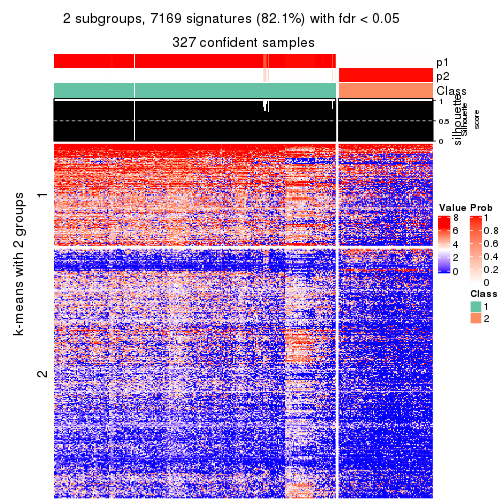 2 subgroups, 7169 signatures (82.1%) with fdr < 0.05
327 confident samples
p1
p2
Class
silhouette
1
0.5
0
Silhouette
score
k-means with 2 groups
1
2
Value
8
6
4
2
0
Prob
1
0.8
0.6
0.4
0.2
0
Class
1
2